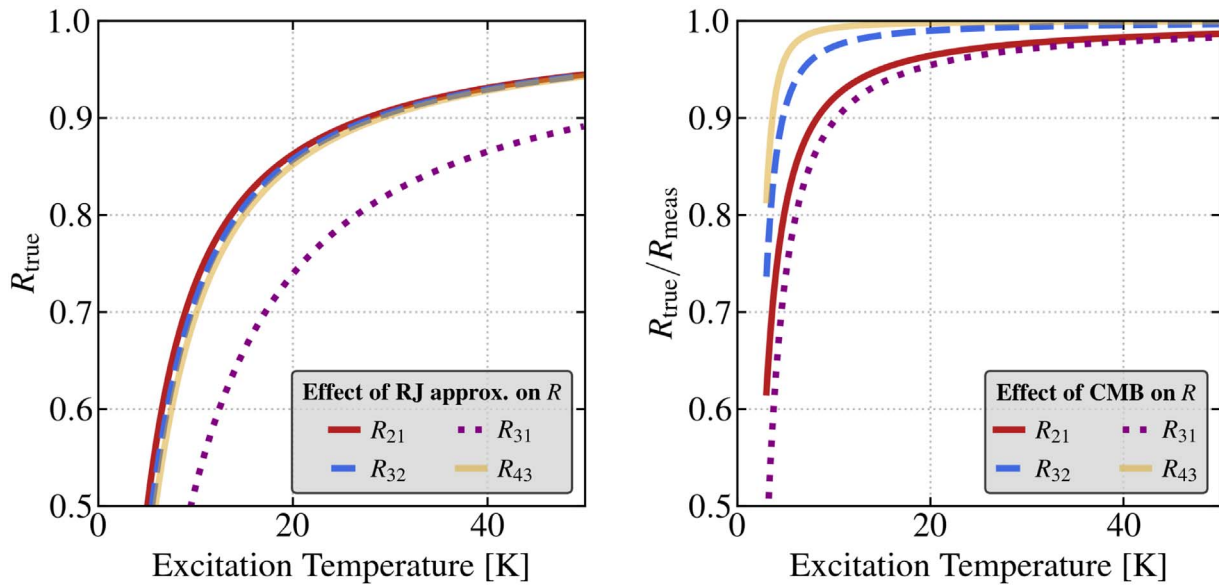 1.0
0.9
0.8
0.7
0.6
0.5
R_true
0 20 40
Excitation Temperature [K]
Effect of RJ approx. on R
R_21 R_31
R_32 R_43
1.0
0.9
0.8
0.7
0.6
0.5
R_true/R_meas
0 20 40
Excitation Temperature [K]
Effect of CMB on R
R_21 R_31
R_32 R_43